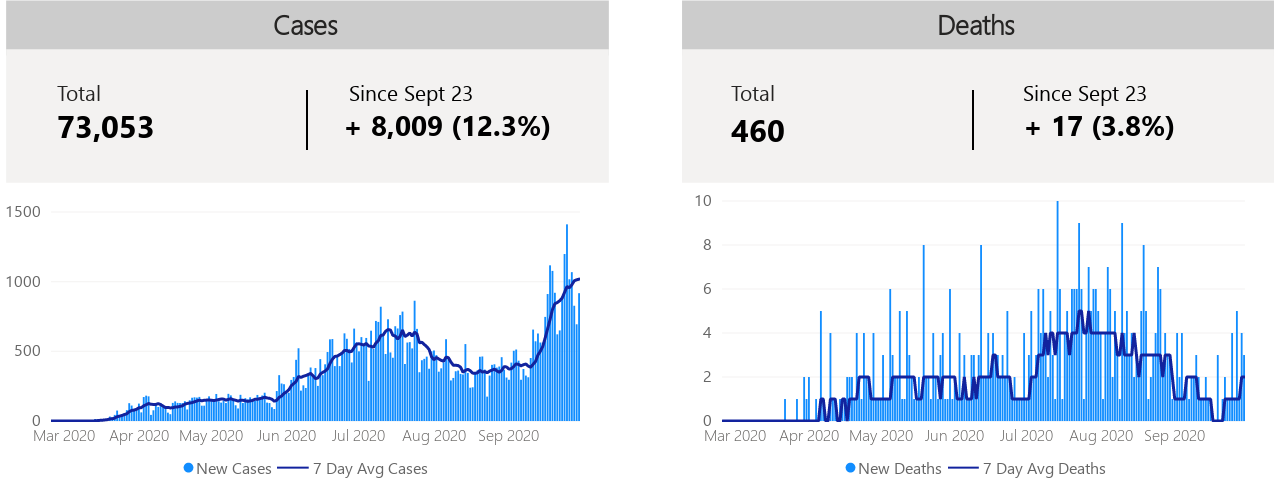 Cases
Total
73,053
Since Sept 23
+ 8,009 (12.3%)
1500
1000
500
0
Mar 2020 Apr 2020 May 2020 Jun 2020 Jul 2020 Aug 2020 Sep 2020
New Cases 7 Day Avg Cases
Deaths
Total
460
Since Sept 23
+ 17 (3.8%)
10
8
6
4
2
0
Mar 2020 Apr 2020 May 2020 Jun 2020 Jul 2020 Aug 2020 Sep 2020
New Deaths 7 Day Avg Deaths